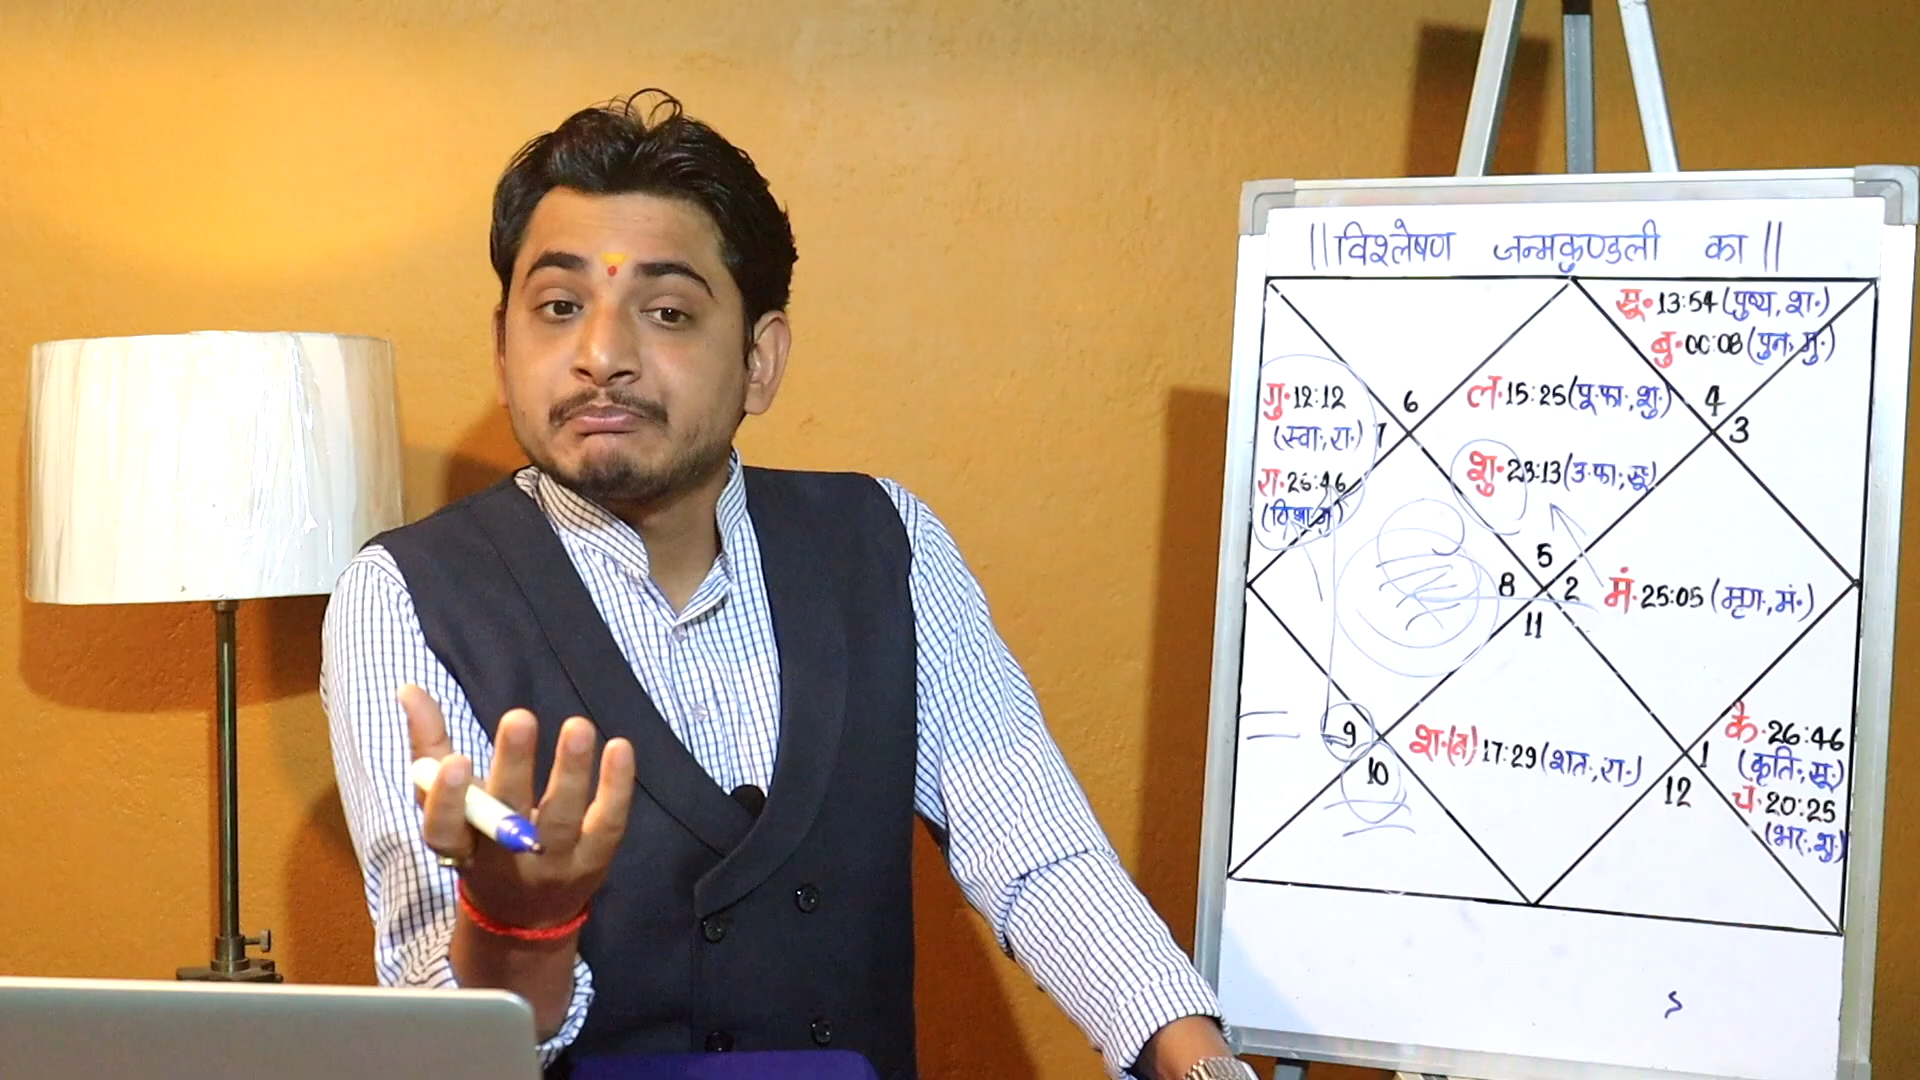 ||विश्लेषण जन्मकुण्डली का||
सू॰13:54 (पुष्य, श॰)
बु॰00:08 (पुन॰, गु॰)
गु॰12:12
(स्वा॰, रा॰)
6
ल॰15:25 (पू॰फा॰, शु॰)
4
7
3
शु॰23:13 (उ॰फा॰, सू॰)
रा॰26:46
5
8
2
मं॰25:05 (मृग॰, मं॰)
11
9
श॰(व) 17:29 (शत॰, रा॰)
के॰26:46
1
(कृति॰, सू॰)
10
12
चं॰20:25
(भर॰, शु॰)